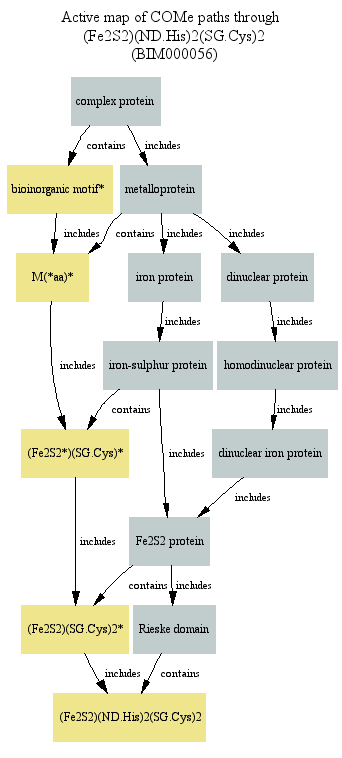 Active map of COMe paths through
(Fe2S2)(ND.His)2(SG.Cys)2
(BIM000056)
complex protein
contains
includes
bioinorganic motif*
metalloprotein
includes
contains
includes
includes
M(*aa)*
iron protein
dinuclear protein
includes
includes
includes
iron-sulphur protein
homodinuclear protein
contains
includes
(Fe2S2*)(SG.Cys)*
includes
dinuclear iron protein
includes
includes
Fe2S2 protein
contains
includes
(Fe2S2)(SG.Cys)2*
Rieske domain
includes
contains
(Fe2S2)(ND.His)2(SG.Cys)2